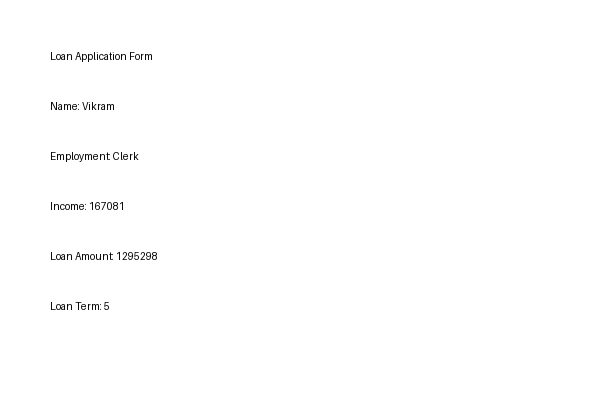 Loan Application Form
Name: Vikram
Employment: Clerk
Income: 167081
Loan Amount: 1295298
Loan Term: 5